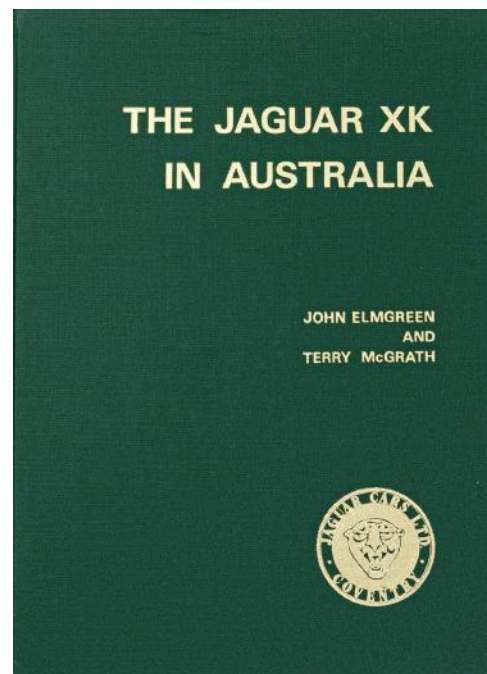 THE JAGUAR XK
IN AUSTRALIA
JOHN ELMGREEN
AND
TERRY McGRATH
JAGUAR CARS LTD
· COVENTRY ·